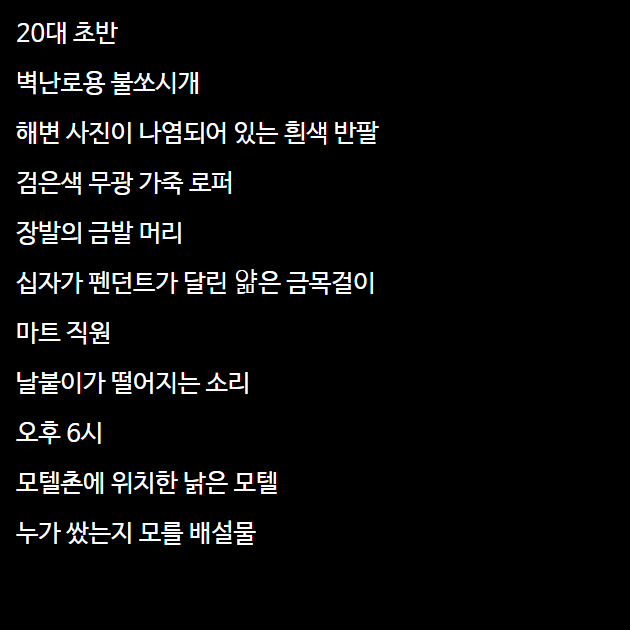 20대 초반
벽난로용 불쏘시개
해변 사진이 나염되어 있는 흰색 반팔
검은색 무광 가죽 로퍼
장발의 금발 머리
십자가 펜던트가 달린 얇은 금목걸이
마트 직원
날붙이가 떨어지는 소리
오후 6시
모텔촌에 위치한 낡은 모텔
누가 쌌는지 모를 배설물